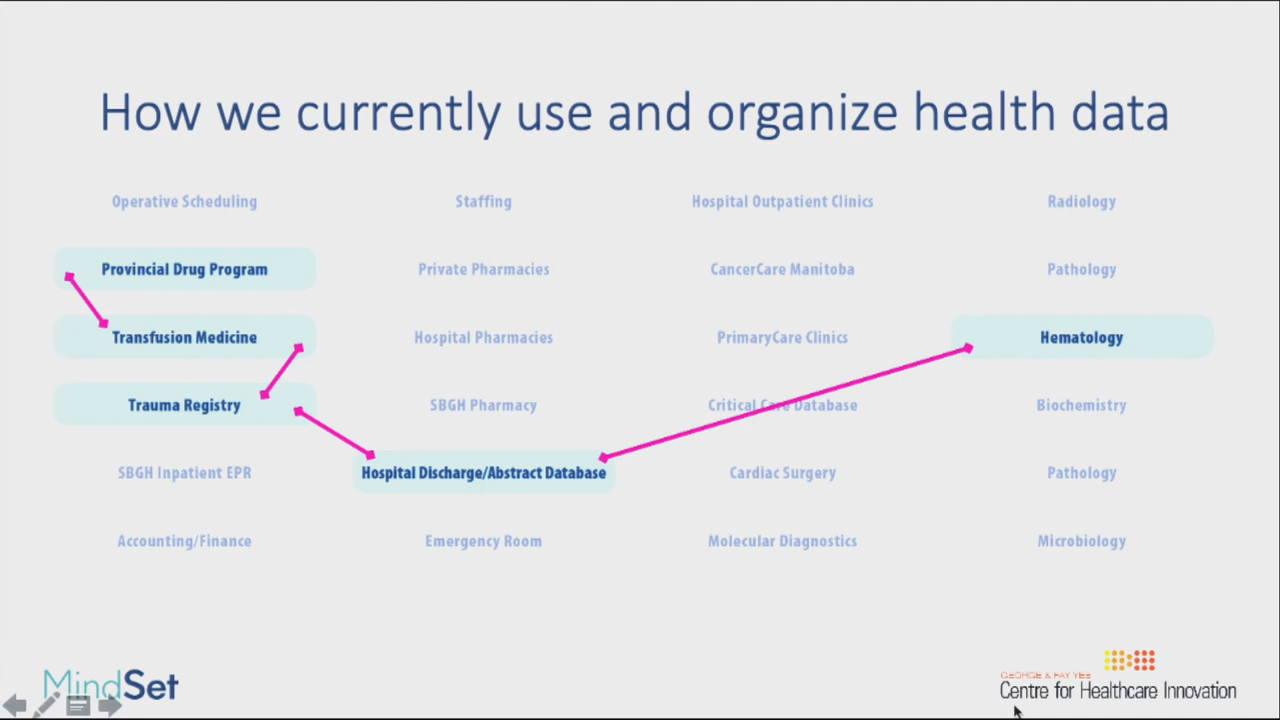 How we currently use and organize health data
Operative Scheduling
Staffing
Hospital Outpatient Clinics
Radiology
Provincial Drug Program
Private Pharmacies
CancerCare Manitoba
Pathology
Transfusion Medicine
Hospital Pharmacies
PrimaryCare Clinics
Hematology
Trauma Registry
SBGH Pharmacy
Critical Care Database
Biochemistry
SBGH Inpatient EPR
Hospital Discharge/Abstract Database
Cardiac Surgery
Pathology
Accounting/Finance
Emergency Room
Molecular Diagnostics
Microbiology
MindSet
GEORGE & FAY YEE
Centre for Healthcare Innovation